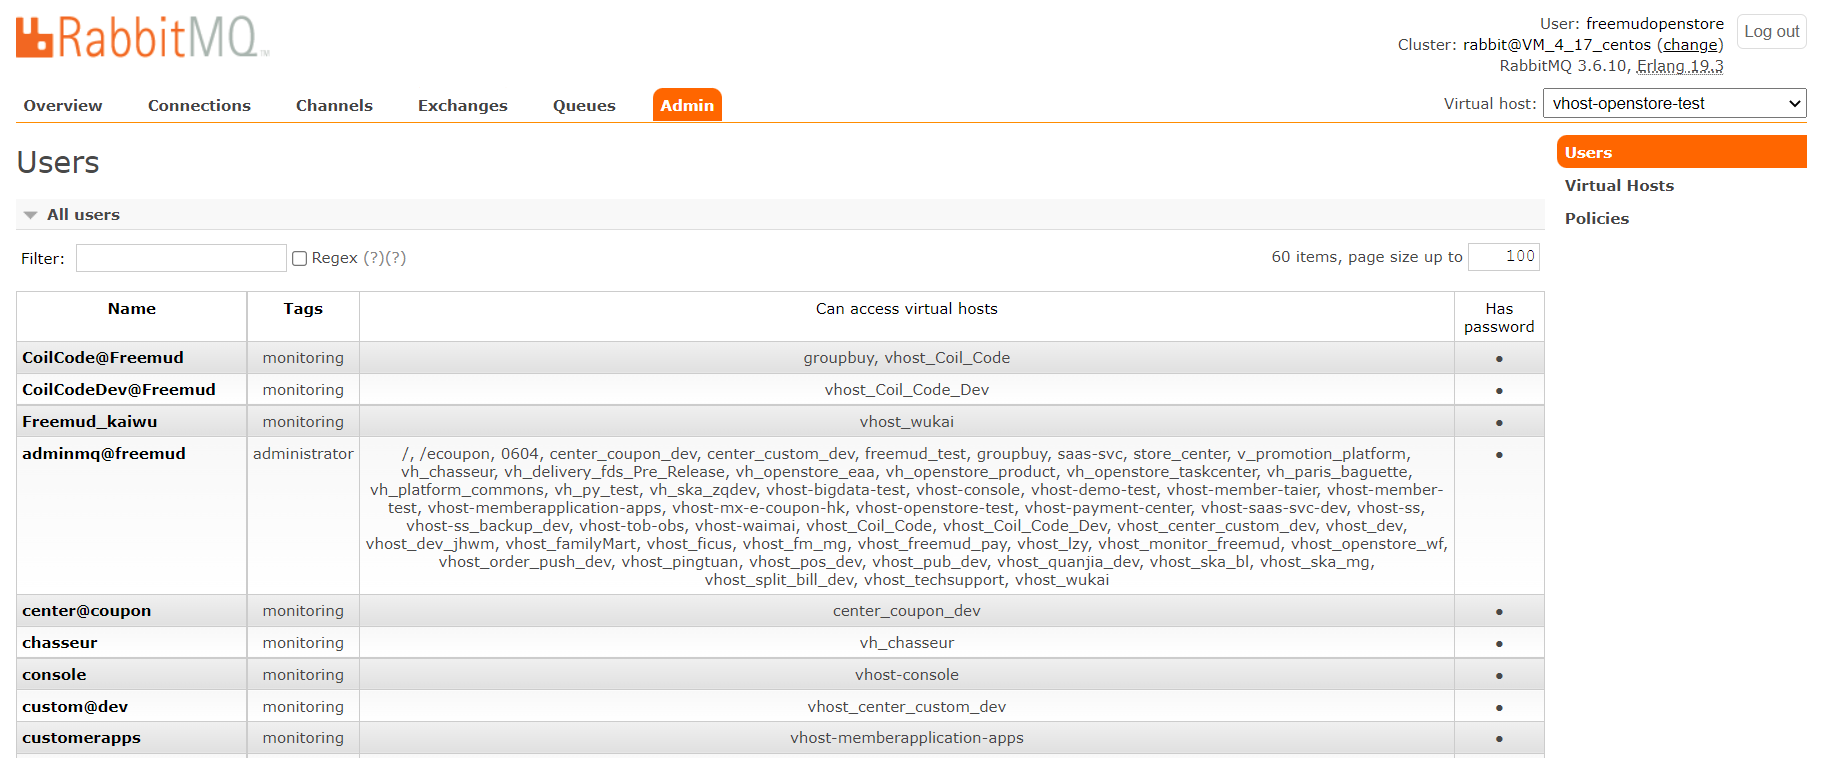 RabbitMQ™
User: freemudopenstore
Log out
Cluster: rabbit@VM_4_17_centos (change)
RabbitMQ 3.6.10, Erlang 19.3
Overview Connections Channels Exchanges Queues Admin
Virtual host: vhost-openstore-test
Users
Users
Virtual Hosts
Policies
All users
Filter: Regex (?)(?)
60 items, page size up to 100
Name Tags Can access virtual hosts Has
password
CoilCode@Freemud monitoring groupbuy, vhost_Coil_Code ●
CoilCodeDev@Freemud monitoring vhost_Coil_Code_Dev ●
Freemud_kaiwu monitoring vhost_wukai ●
adminmq@freemud administrator /, /ecoupon, 0604, center_coupon_dev, center_custom_dev, freemud_test, groupbuy, saas-svc, store_center, v_promotion_platform, ●
vh_chasseur, vh_delivery_fds_Pre_Release, vh_openstore_eaa, vh_openstore_product, vh_openstore_taskcenter, vh_paris_baguette,
vh_platform_commons, vh_py_test, vh_ska_zqdev, vhost-bigdata-test, vhost-console, vhost-demo-test, vhost-member-taier, vhost-member-
test, vhost-memberapplication-apps, vhost-mx-e-coupon-hk, vhost-openstore-test, vhost-payment-center, vhost-saas-svc-dev, vhost-ss,
vhost-ss_backup_dev, vhost-tob-obs, vhost-waimai, vhost_Coil_Code, vhost_Coil_Code_Dev, vhost_center_custom_dev, vhost_dev,
vhost_dev_jhwm, vhost_familyMart, vhost_ficus, vhost_fm_mg, vhost_freemud_pay, vhost_lzy, vhost_monitor_freemud, vhost_openstore_wf,
vhost_order_push_dev, vhost_pingtuan, vhost_pos_dev, vhost_pub_dev, vhost_quanjia_dev, vhost_ska_bl, vhost_ska_mg,
vhost_split_bill_dev, vhost_techsupport, vhost_wukai
center@coupon monitoring center_coupon_dev ●
chasseur monitoring vh_chasseur ●
console monitoring vhost-console ●
custom@dev monitoring vhost_center_custom_dev ●
customerapps monitoring vhost-memberapplication-apps ●